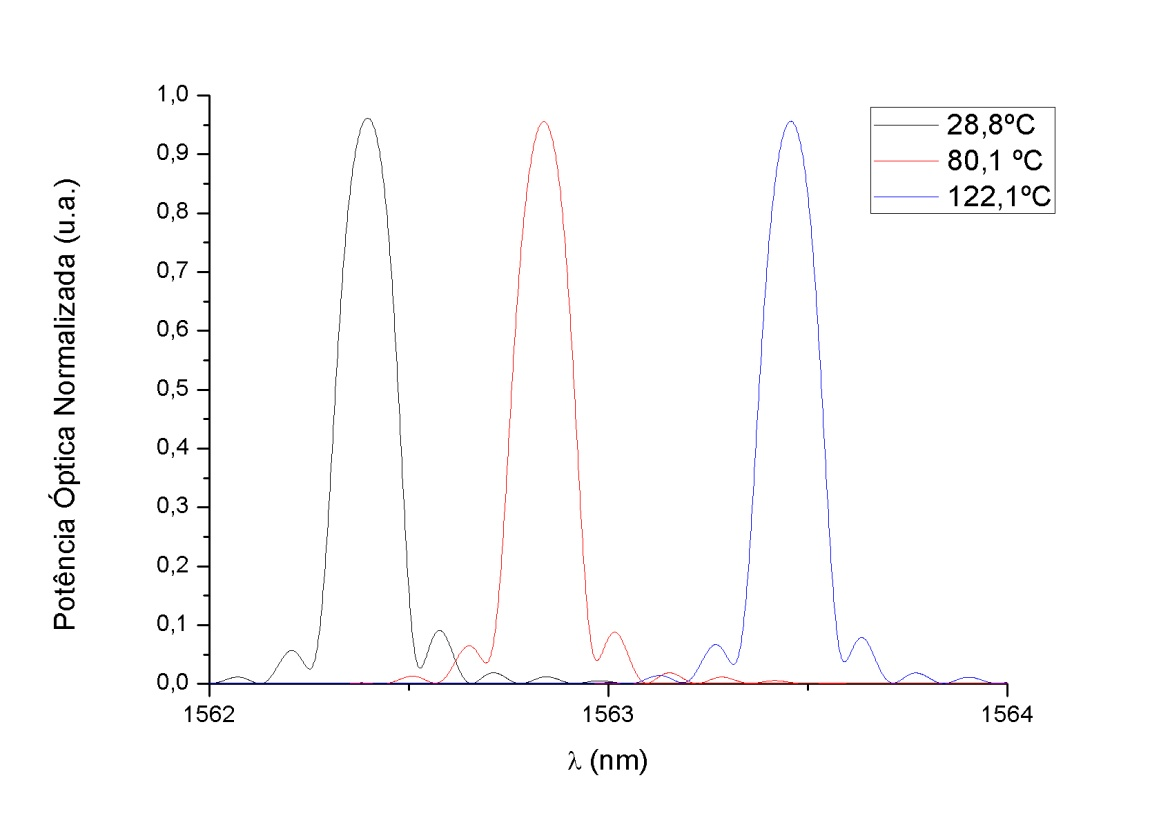 1,0
0,9
0,8
0,7
0,6
0,5
0,4
0,3
0,2
0,1
0,0
Potência Óptica Normalizada (u.a.)
28,8ºC
80,1 ºC
122,1ºC
1562
1563
1564
λ (nm)